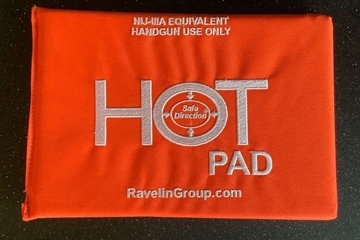 NIJ-IIIA EQUIVALENT
HANDGUN USE ONLY
HOT
Safe
Direction
PAD
RavelinGroup.com